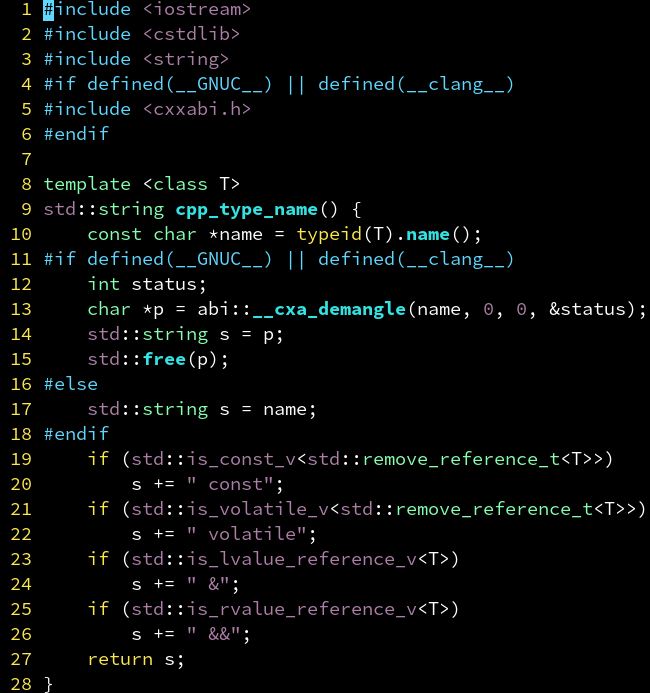 1 #include <iostream>
2 #include <cstdlib>
3 #include <string>
4 #if defined(__GNUC__) || defined(__clang__)
5 #include <cxxabi.h>
6 #endif
7
8 template <class T>
9 std::string cpp_type_name() {
10     const char *name = typeid(T).name();
11 #if defined(__GNUC__) || defined(__clang__)
12     int status;
13     char *p = abi::__cxa_demangle(name, 0, 0, &status);
14     std::string s = p;
15     std::free(p);
16 #else
17     std::string s = name;
18 #endif
19     if (std::is_const_v<std::remove_reference_t<T>>)
20         s += " const";
21     if (std::is_volatile_v<std::remove_reference_t<T>>)
22         s += " volatile";
23     if (std::is_lvalue_reference_v<T>)
24         s += " &";
25     if (std::is_rvalue_reference_v<T>)
26         s += " &&";
27     return s;
28 }